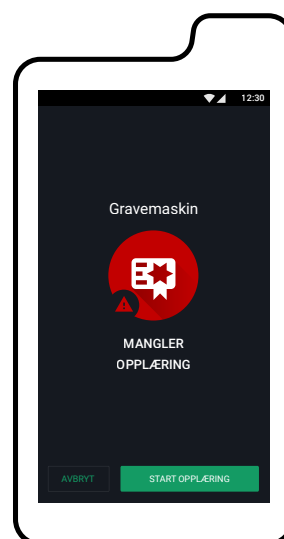 12:30
Gravemaskin
MANGLER
OPPLÆRING
AVBRYT
START OPPLÆRING